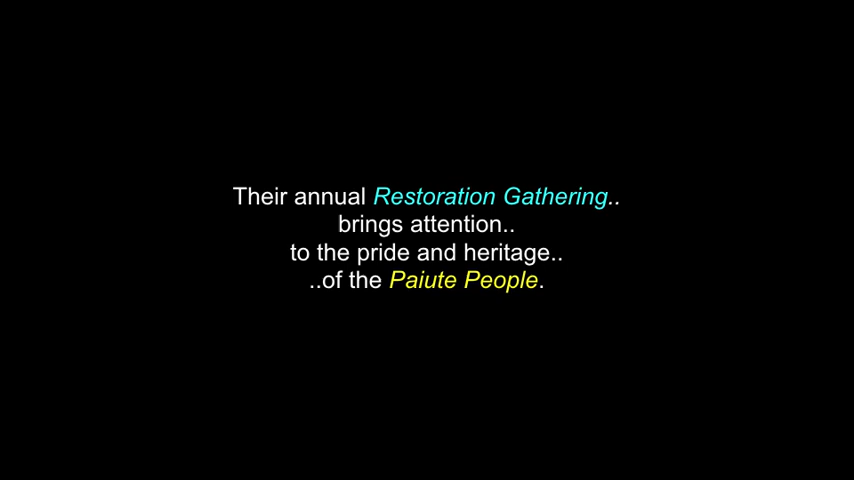 Their annual Restoration Gathering..
brings attention..
to the pride and heritage..
..of the Paiute People.